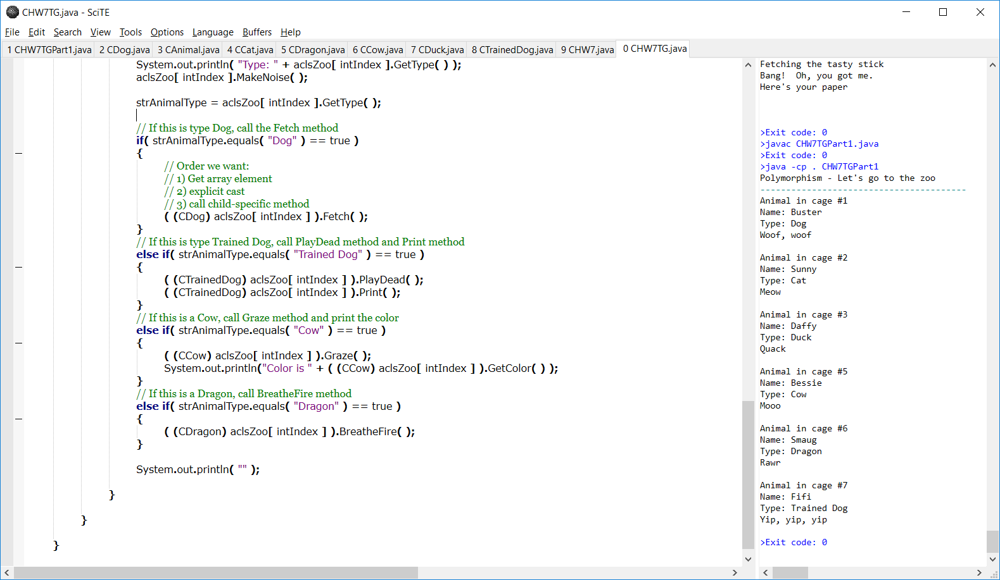 CHW7TG.java - SciTE
File Edit Search View Tools Options Language Buffers Help
1 CHW7TGPart1.java 2 CDog.java 3 CAnimal.java 4 CCat.java 5 CDragon.java 6 CCow.java 7 CDuck.java 8 CTrainedDog.java 9 CHW7.java 0 CHW7TG.java
System.out.println( "Type: " + aclsZoo[ intIndex ].GetType( ) );
aclsZoo[ intIndex ].MakeNoise( );
strAnimalType = aclsZoo[ intIndex ].GetType( );
// If this is type Dog, call the Fetch method
if( strAnimalType.equals( "Dog" ) == true )
{
// Order we want:
// 1) Get array element
// 2) explicit cast
// 3) call child-specific method
( (CDog) aclsZoo[ intIndex ] ).Fetch( );
}
// If this is type Trained Dog, call PlayDead method and Print method
else if( strAnimalType.equals( "Trained Dog" ) == true )
{
( (CTrainedDog) aclsZoo[ intIndex ] ).PlayDead( );
( (CTrainedDog) aclsZoo[ intIndex ] ).Print( );
}
// If this is a Cow, call Graze method and print the color
else if( strAnimalType.equals( "Cow" ) == true )
{
( (CCow) aclsZoo[ intIndex ] ).Graze( );
System.out.println("Color is " + ( (CCow) aclsZoo[ intIndex ] ).GetColor( ) );
}
// If this is a Dragon, call BreatheFire method
else if( strAnimalType.equals( "Dragon" ) == true )
{
( (CDragon) aclsZoo[ intIndex ] ).BreatheFire( );
}
System.out.println( "" );
}
}
}
Fetching the tasty stick
Bang!  Oh, you got me.
Here's your paper
>Exit code: 0
>javac CHW7TGPart1.java
>Exit code: 0
>java -cp . CHW7TGPart1
Polymorphism - Let's go to the zoo
----------------------------------------
Animal in cage #1
Name: Buster
Type: Dog
Woof, woof
Animal in cage #2
Name: Sunny
Type: Cat
Meow
Animal in cage #3
Name: Daffy
Type: Duck
Quack
Animal in cage #5
Name: Bessie
Type: Cow
Mooo
Animal in cage #6
Name: Smaug
Type: Dragon
Rawr
Animal in cage #7
Name: Fifi
Type: Trained Dog
Yip, yip, yip
>Exit code: 0